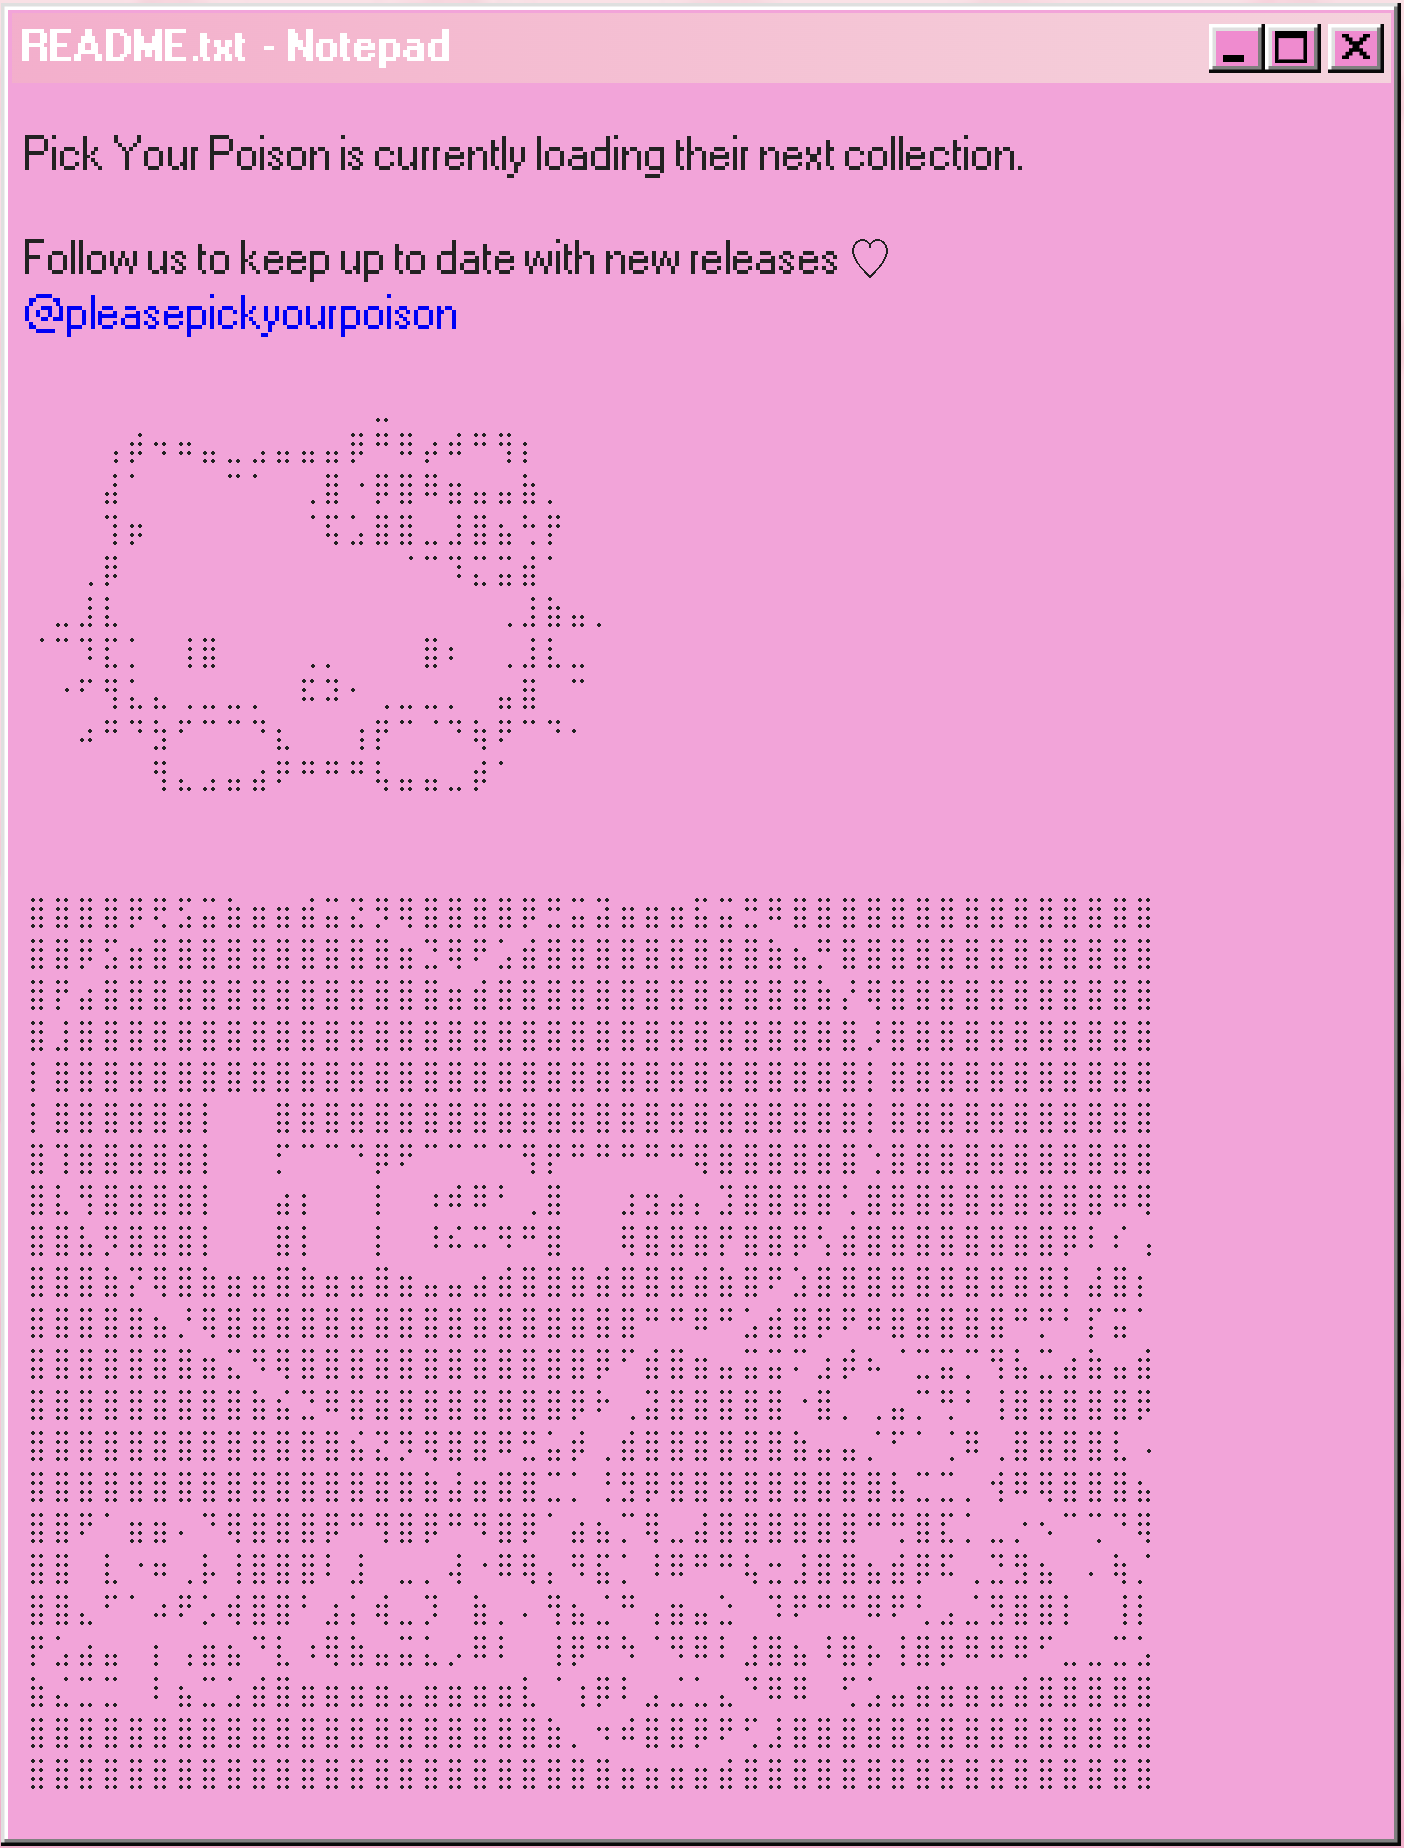 README.txt - Notepad
Pick Your Poison is currently loading their next collection.
Follow us to keep up to date with new releases ♡
@pleasepickyourpoison